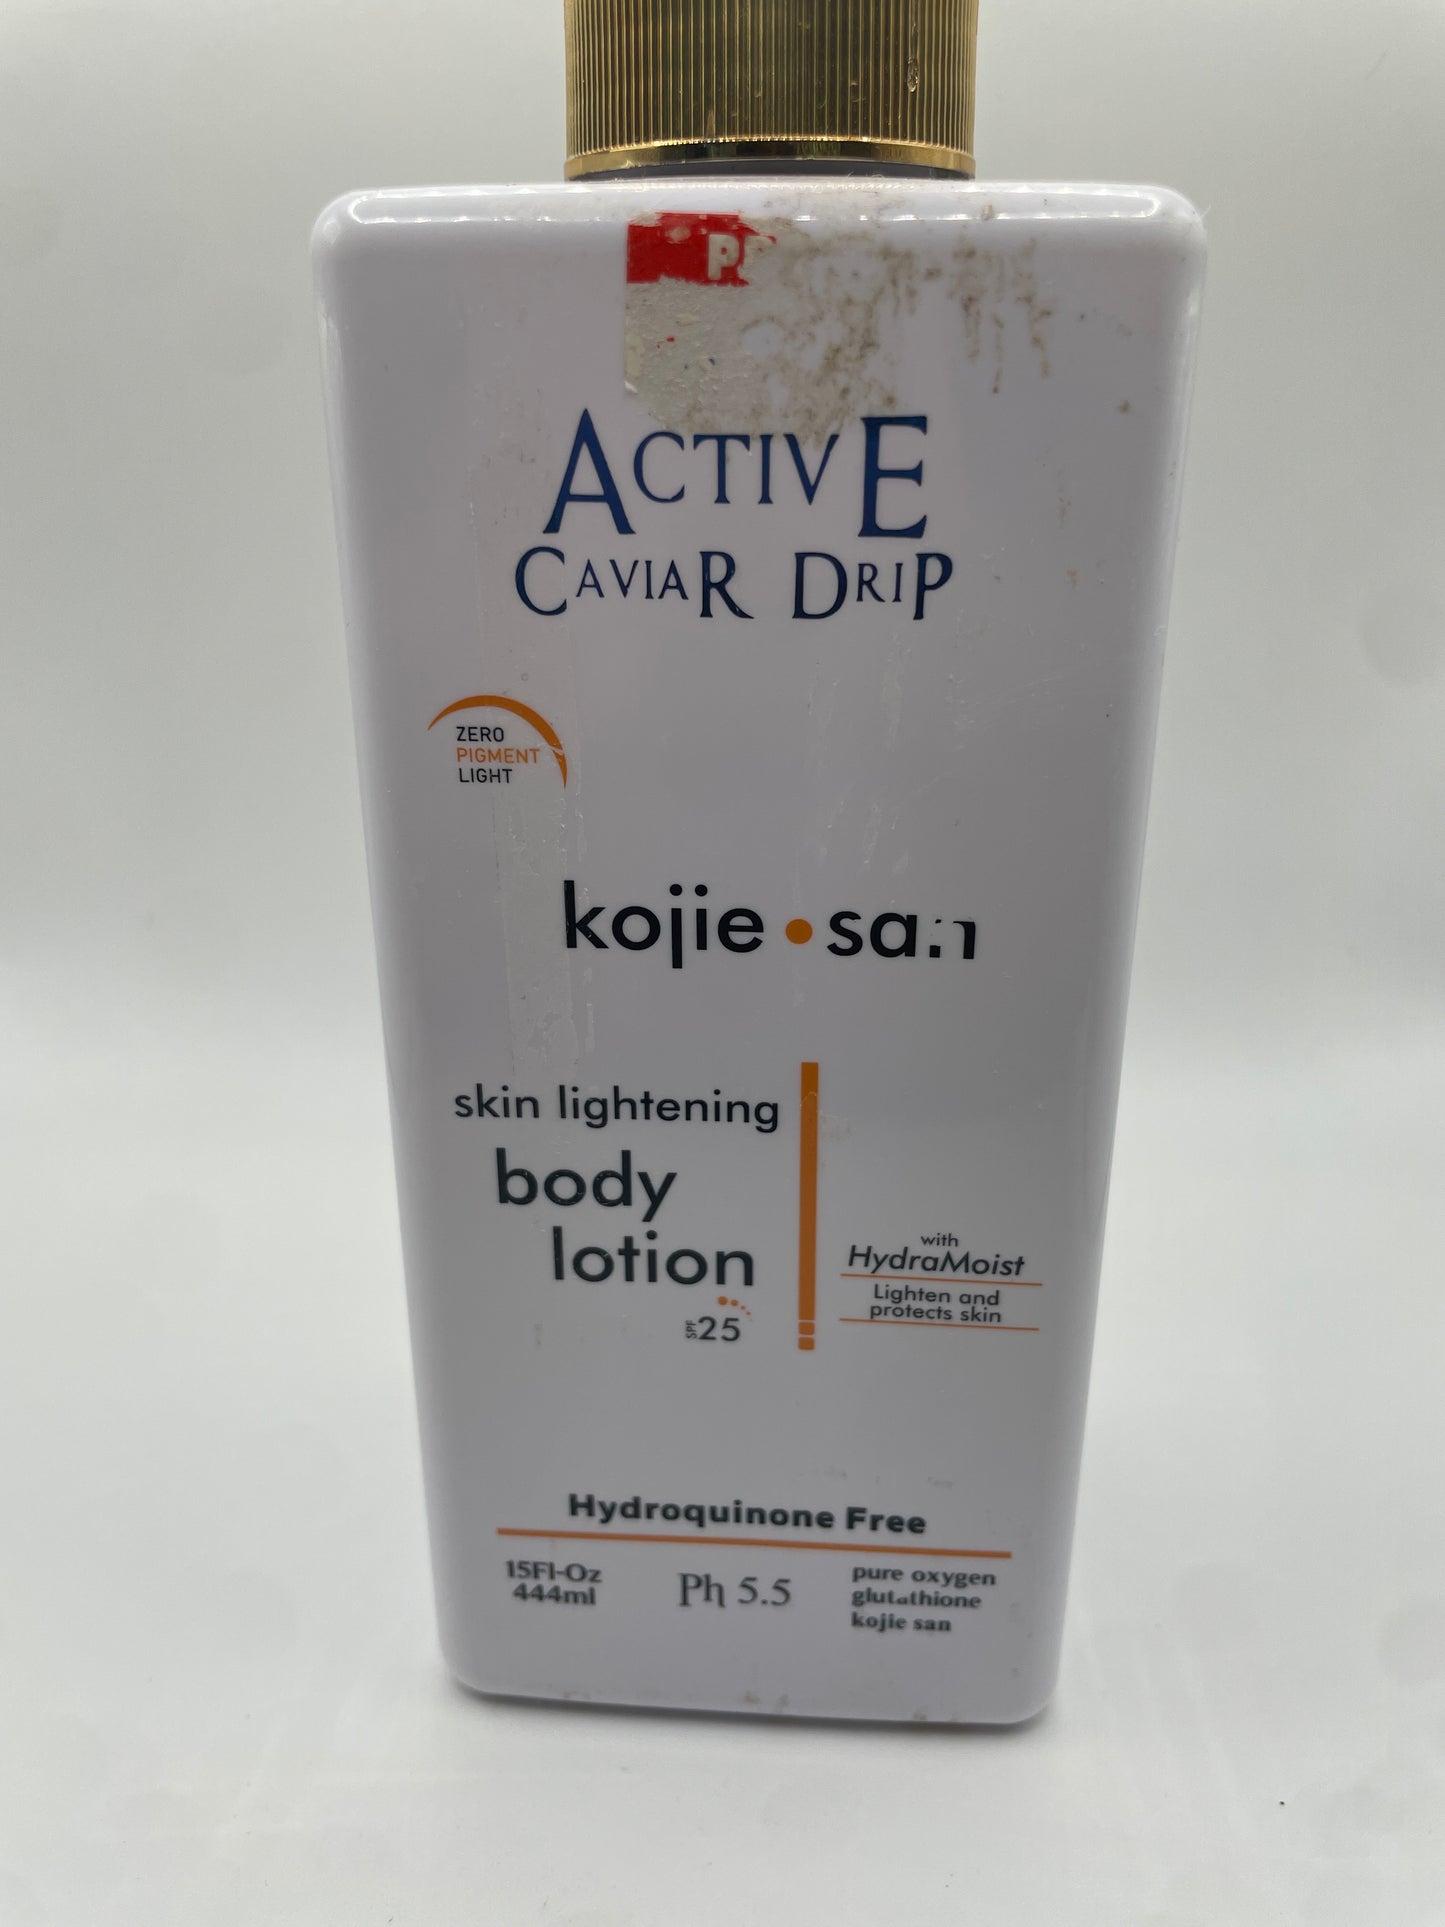 ACTIVE
CAVIAR DRIP
ZERO
PIGMENT
LIGHT
kojie • san
skin lightening
body
lotion
SPF 25
with
HydraMoist
Lighten and
protects skin
Hydroquinone Free
15Fl-Oz
444ml
Ph 5.5
pure oxygen
glutathione
kojie san